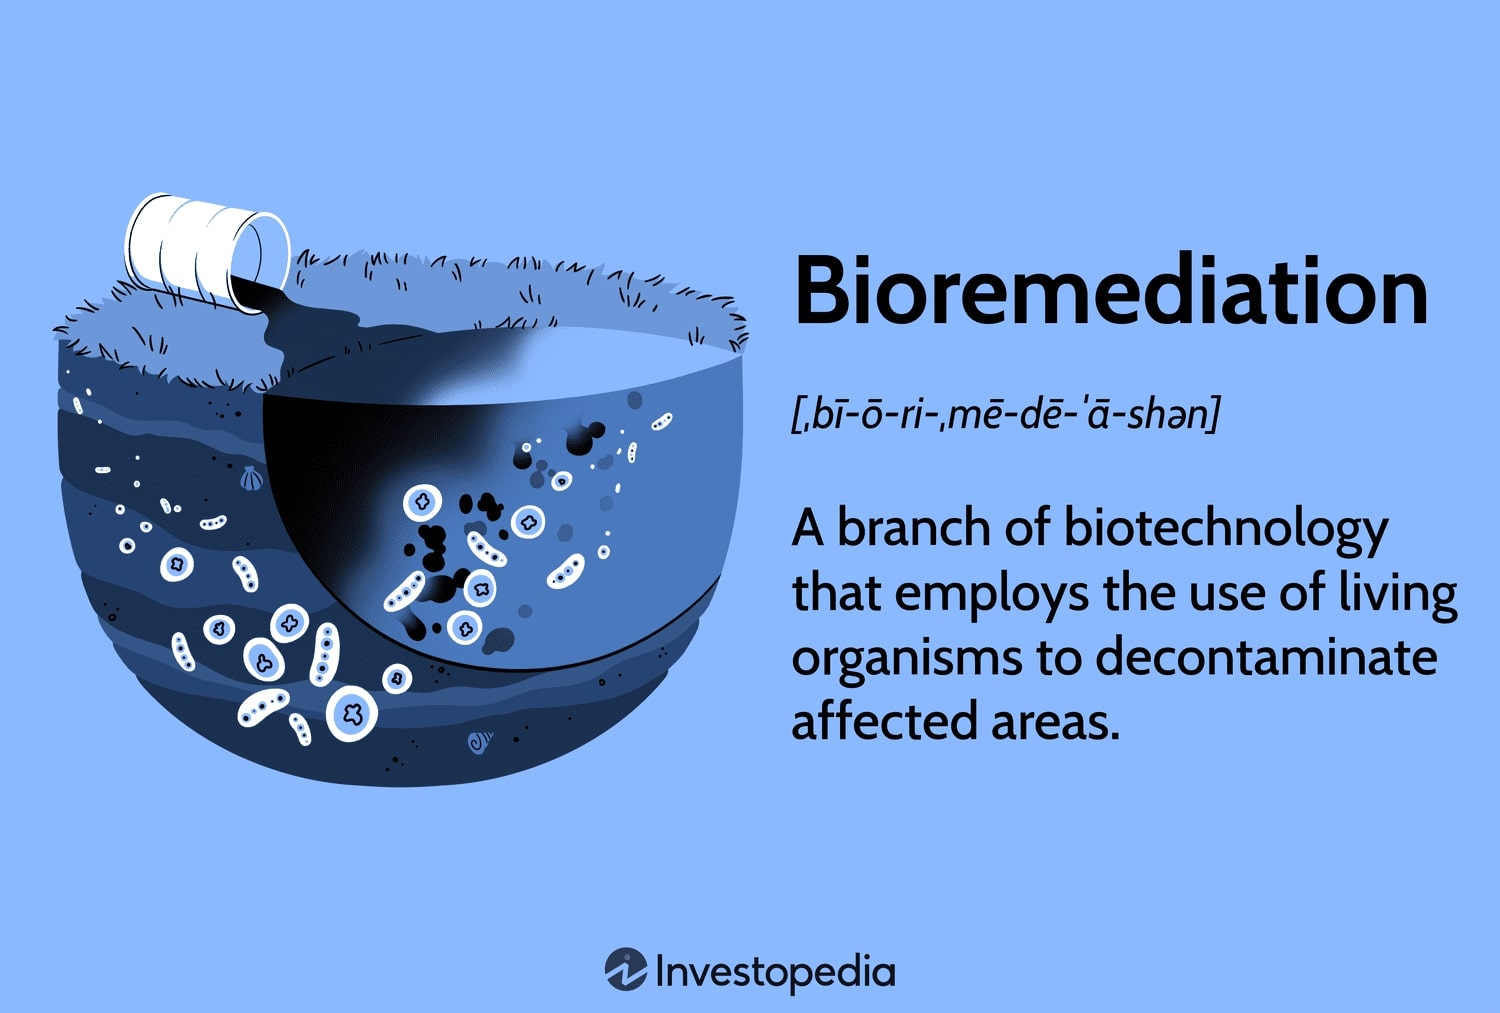 Bioremediation
[ˌbī-ō-ri-ˌmē-dē-ˈā-shən]
A branch of biotechnology
that employs the use of living
organisms to decontaminate
affected areas.
Investopedia